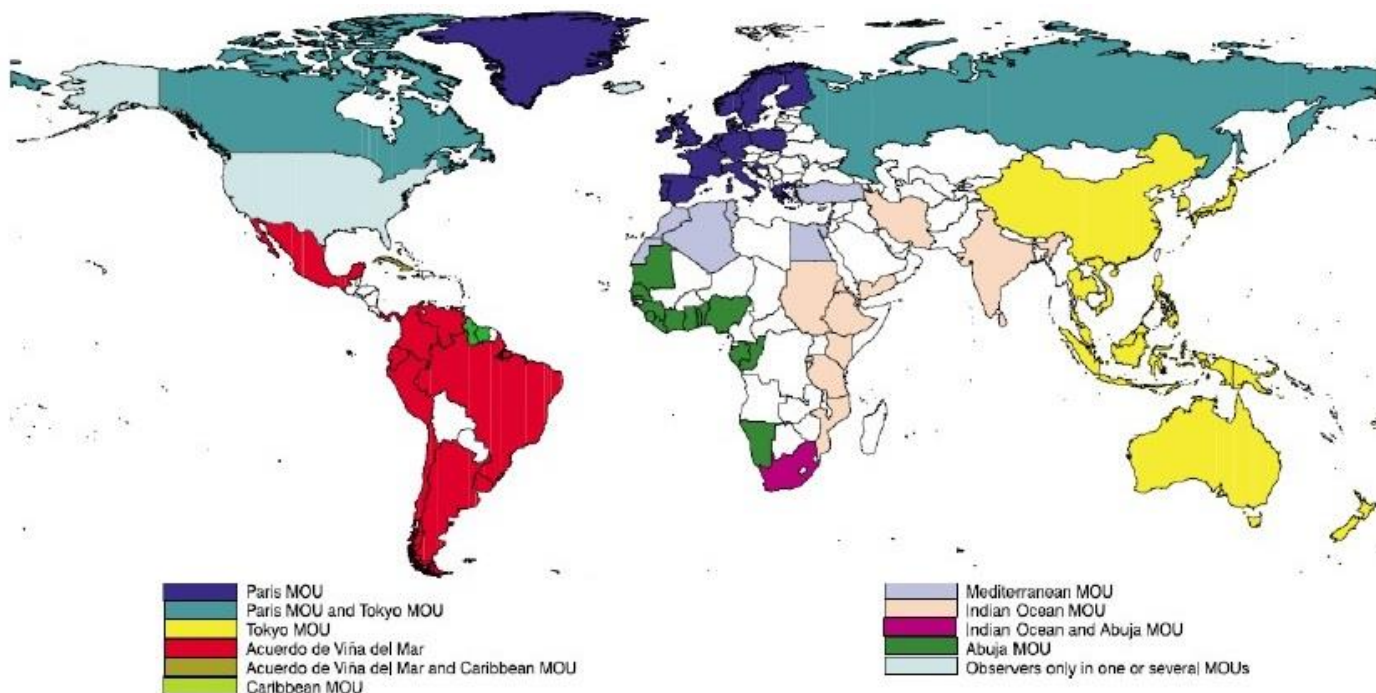 Paris MOU
Paris MOU and Tokyo MOU
Tokyo MOU
Acuerdo de Viña del Mar
Acuerdo de Viña del Mar and Caribbean MOU
Caribbean MOU
Mediterranean MOU
Indian Ocean MOU
Indian Ocean and Abuja MOU
Abuja MOU
Observers only in one or several MOUs